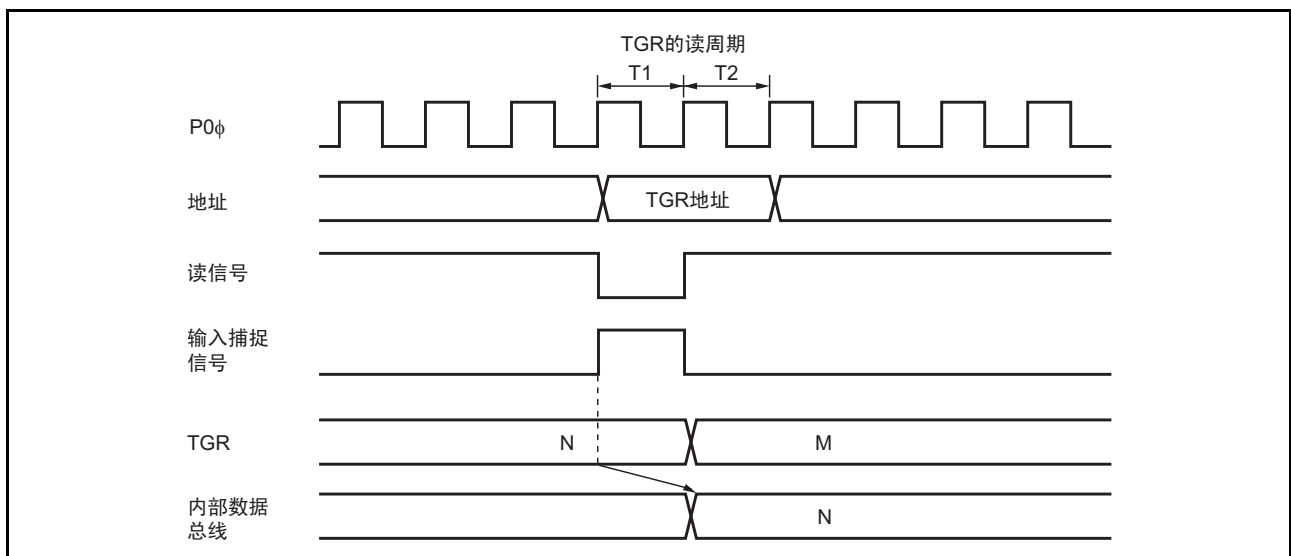 TGR的读周期
T1 T2
P0ϕ
地址 TGR地址
读信号
输入捕捉
信号
TGR N M
内部数据
总线 N